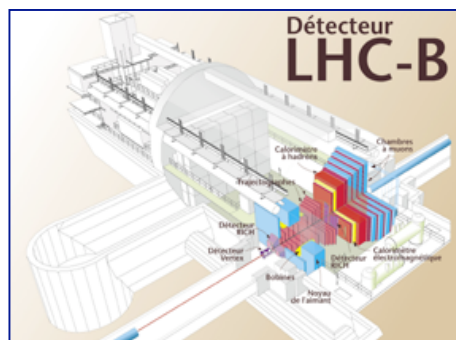 Détecteur
LHC-B
Chambres
à muons
Calorimètre
à hadrons
Trajectographes
Détecteur
RICH
Détecteur
Vertex
Bobines
Noyau
de l'aimant
Détecteur
RICH
Calorimètre
électromagnétique